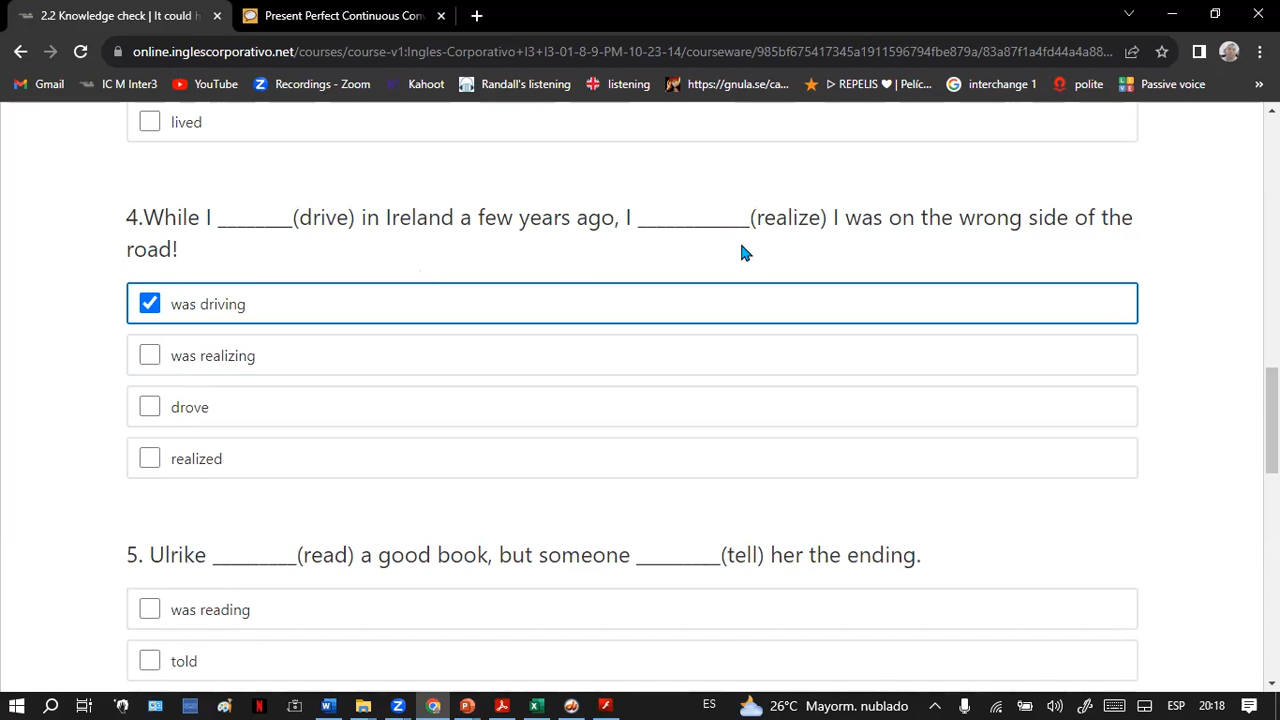 2.2 Knowledge check | It could h
Present Perfect Continuous Con
online.inglescorporativo.net/courses/course-v1:Ingles-Corporativo+I3+I3-01-8-9-PM-10-23-14/courseware/985bf675417345a1911596794fbe879a/83a87f1a4fd44a4a88...
Gmail IC M Inter3 YouTube Recordings - Zoom Kahoot Randall's listening listening https://gnula.se/ca... ▷ REPELIS ♥ | Pelíc... interchange 1 polite Passive voice »
lived
4.While I ________(drive) in Ireland a few years ago, I ____________(realize) I was on the wrong side of the
road!
was driving
was realizing
drove
realized
5. Ulrike _________(read) a good book, but someone _________(tell) her the ending.
was reading
told
ES 26°C Mayorm. nublado ESP 20:18